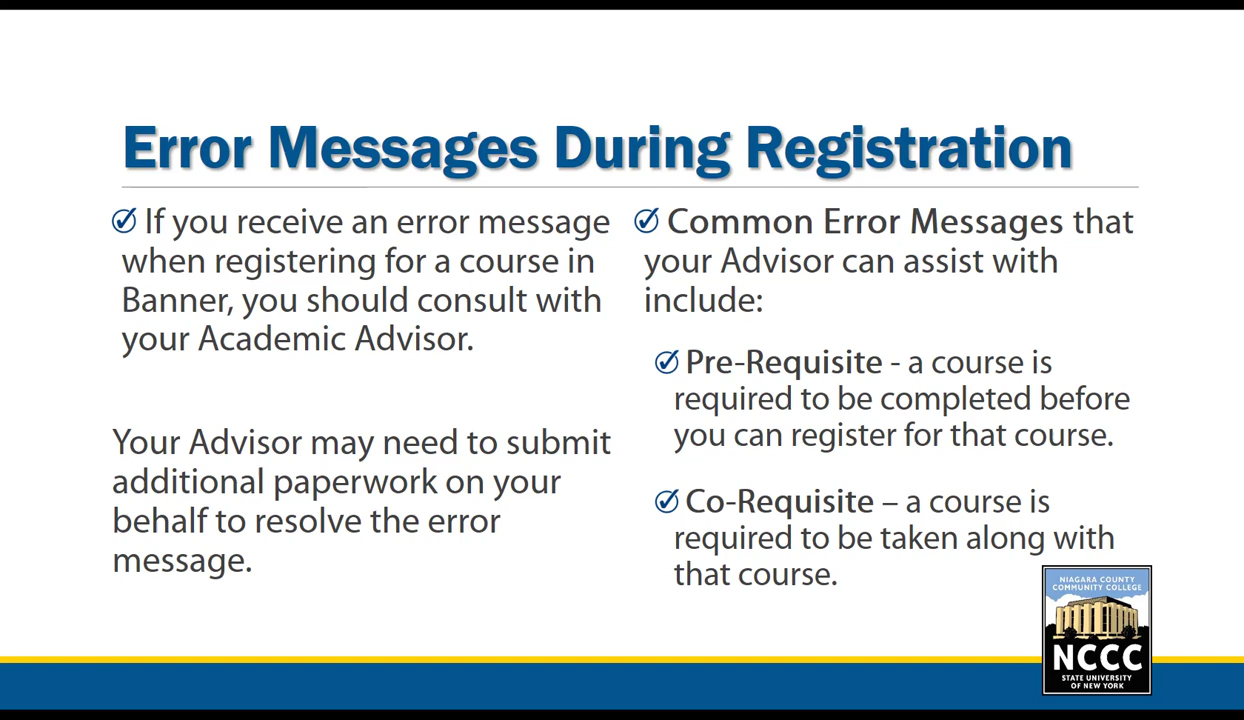 Error Messages During Registration
If you receive an error message
when registering for a course in
Banner, you should consult with
your Academic Advisor.
Your Advisor may need to submit
additional paperwork on your
behalf to resolve the error
message.
Common Error Messages that
your Advisor can assist with
include:
Pre-Requisite - a course is
required to be completed before
you can register for that course.
Co-Requisite – a course is
required to be taken along with
that course.
NIAGARA COUNTY
COMMUNITY COLLEGE
NCCC
STATE UNIVERSITY
OF NEW YORK